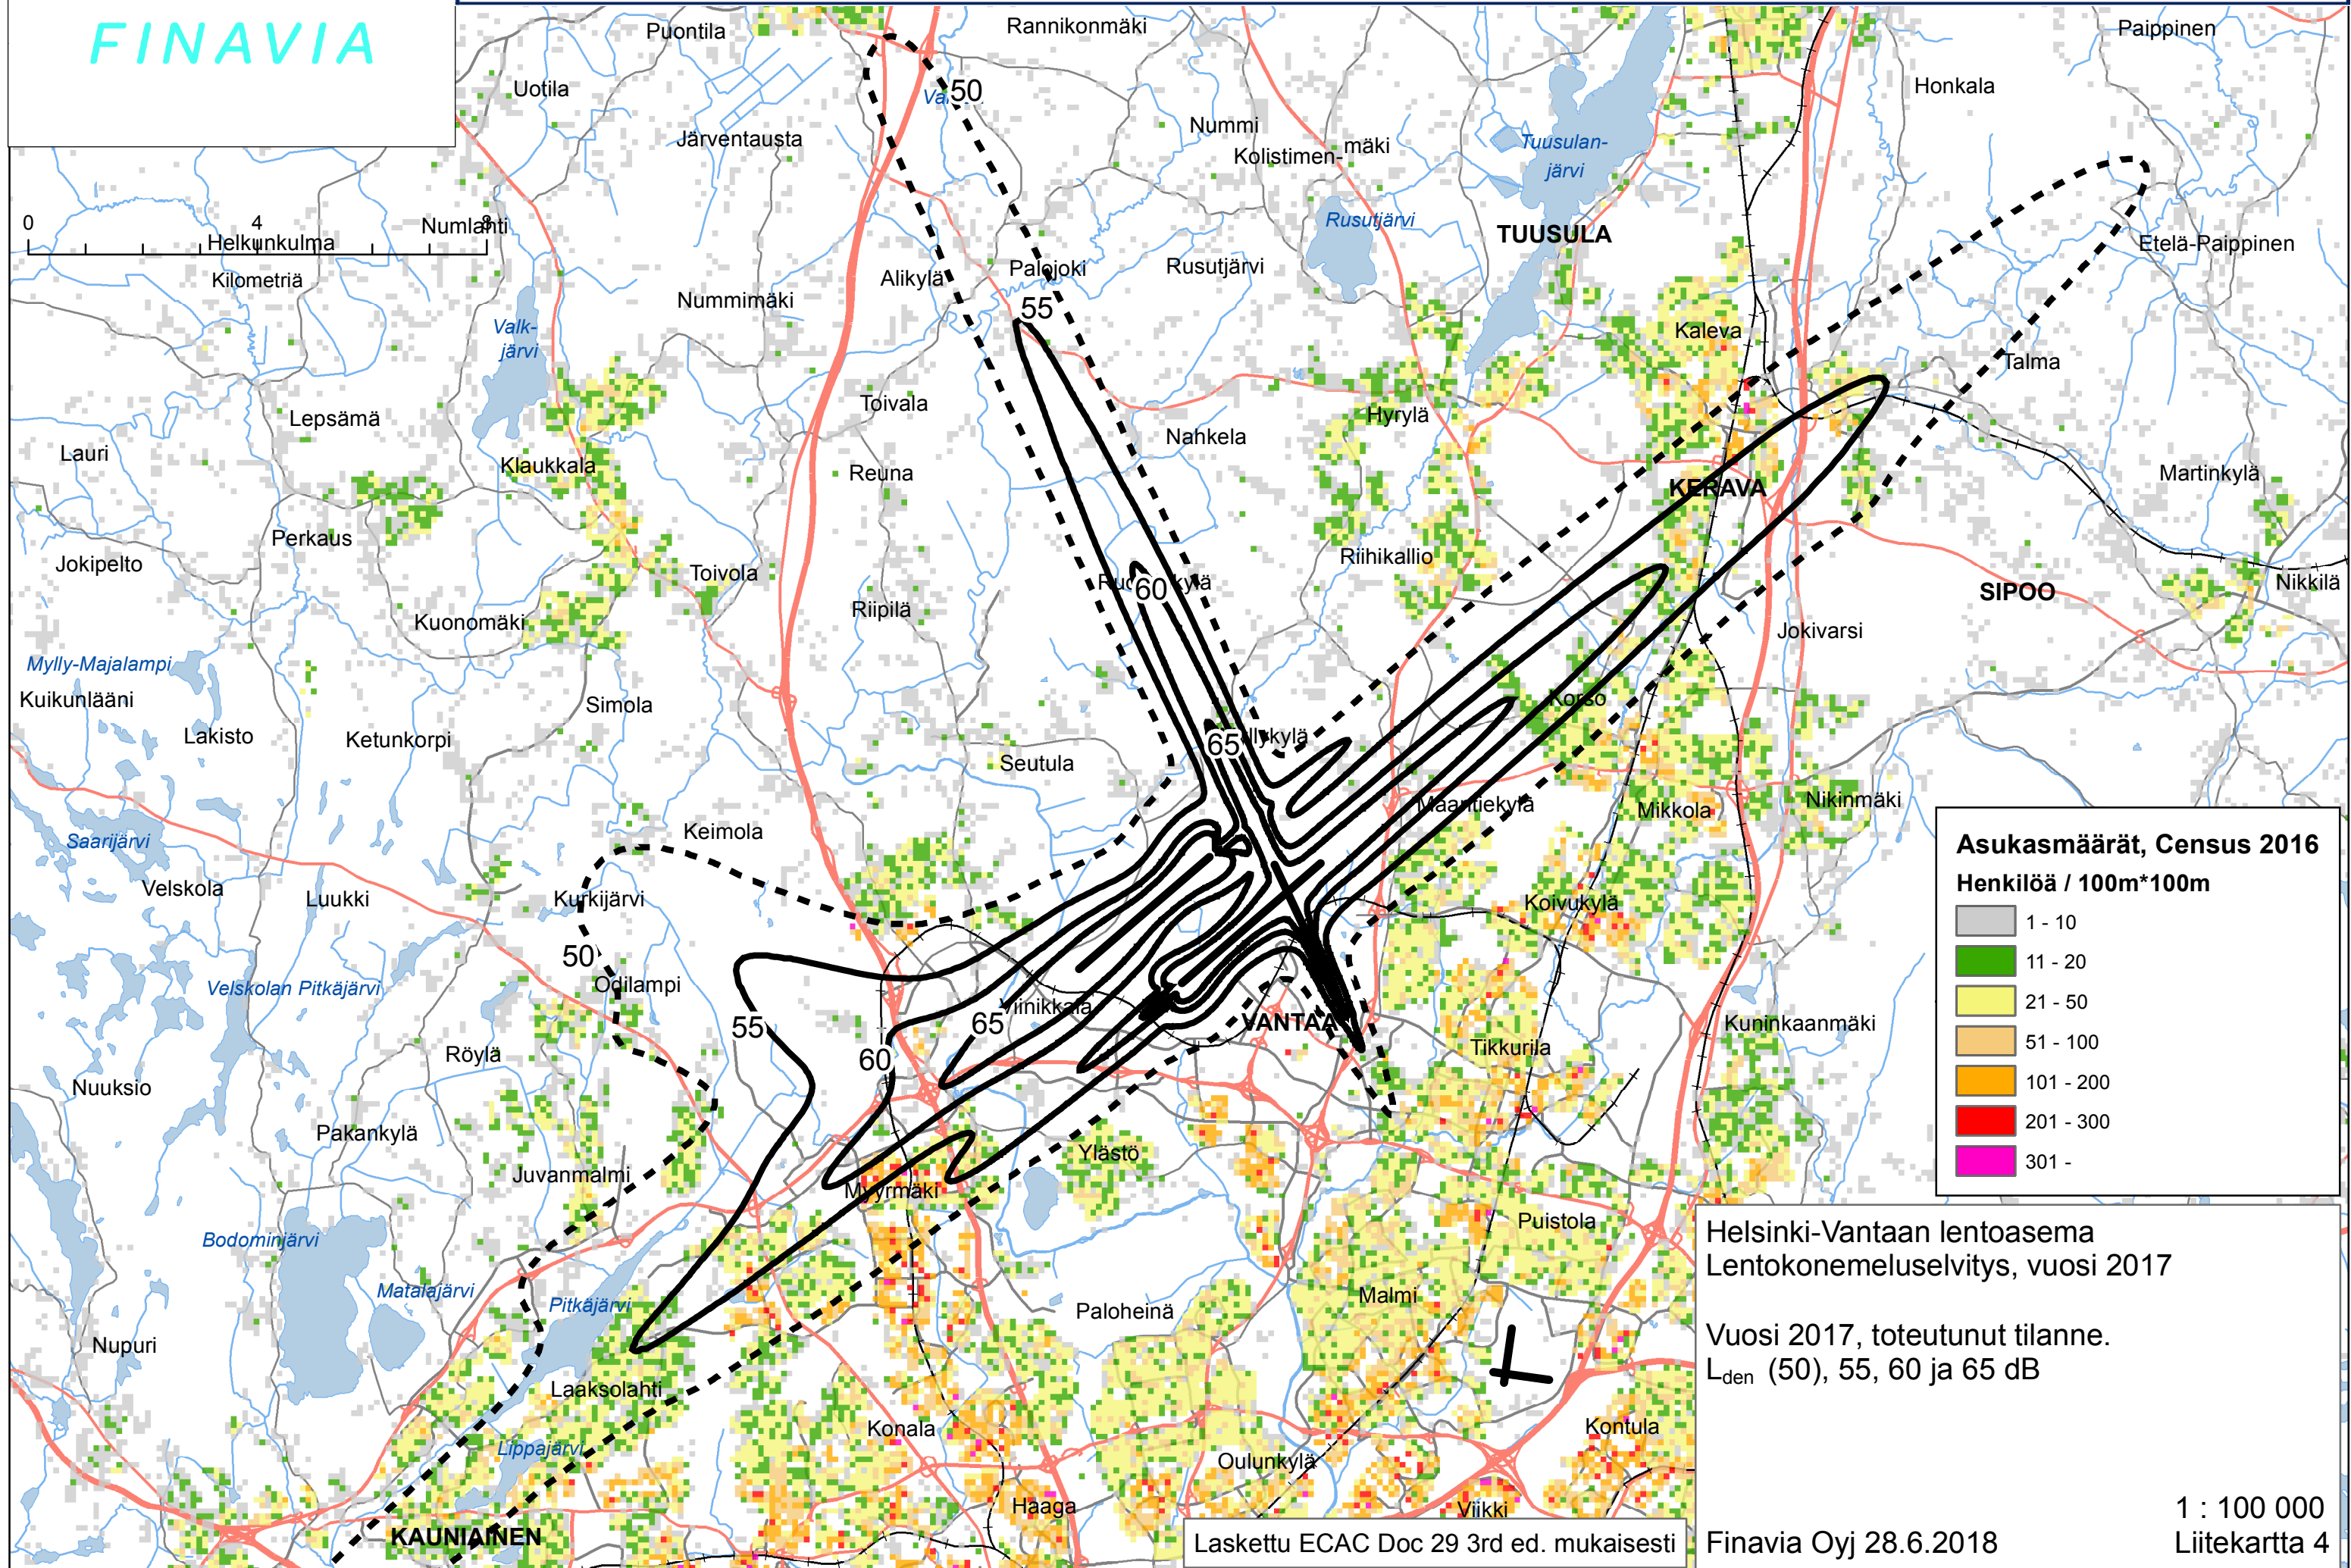 FINAVIA
Puontila
Rannikonmäki
Paippinen
Uotila
50
Honkala
Järventausta
Nummi
Kolistimen-mäki
Tuusulan-
järvi
0 4 8
Numlahti
Helkunkulma
Kilometriä
Rusutjärvi
TUUSULA
Etelä-Paippinen
Alikylä
Palojoki
Rusutjärvi
Nummimäki
55
Valk-
järvi
Kaleva
Talma
Toivala
Lepsämä
Hyrylä
Nahkela
Lauri
Klaukkala
Reuna
Martinkylä
KERAVA
Perkaus
Jokipelto
Toivola
Riihikallio
60
Nikkilä
SIPOO
Riipilä
Kuonomäki
Jokivarsi
Mylly-Majalampi
Kuikunlääni
Simola
Korso
Lakisto
Ketunkorpi
65
Seutula
Maantiekylä
Mikkola
Nikinmäki
Keimola
Saarijärvi
Velskola
Luukki
Kurkijärvi
Koivukylä
Asukasmäärät, Census 2016
Henkilöä / 100m*100m
1 - 10
11 - 20
21 - 50
51 - 100
101 - 200
201 - 300
301 -
50
Odilampi
Velskolan Pitkäjärvi
55
65
Viinikkala
VANTAA
Kuninkaanmäki
Röylä
60
Tikkurila
Nuuksio
Pakankylä
Ylästö
Juvanmalmi
Myyrmäki
Puistola
Bodominjärvi
Matalajärvi
Pitkäjärvi
Paloheinä
Malmi
Nupuri
Laaksolahti
Konala
Kontula
Lippajärvi
Oulunkylä
Haaga
Viikki
KAUNIAINEN
Laskettu ECAC Doc 29 3rd ed. mukaisesti
Helsinki-Vantaan lentoasema
Lentokonemeluselvitys, vuosi 2017
Vuosi 2017, toteutunut tilanne.
Lden (50), 55, 60 ja 65 dB
1 : 100 000
Finavia Oyj 28.6.2018
Liitekartta 4